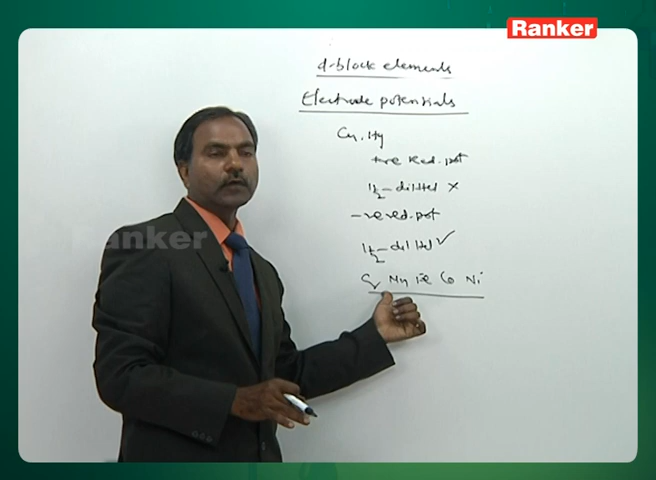 Ranker
d-block elements
Electrode potentials
Cu, Hg
+ve Red. pot
H2 - dil Hcl ✗
-ve red. pot
Ranker
H2 - dil Hcl ✓
Cr Mn Fe Co Ni